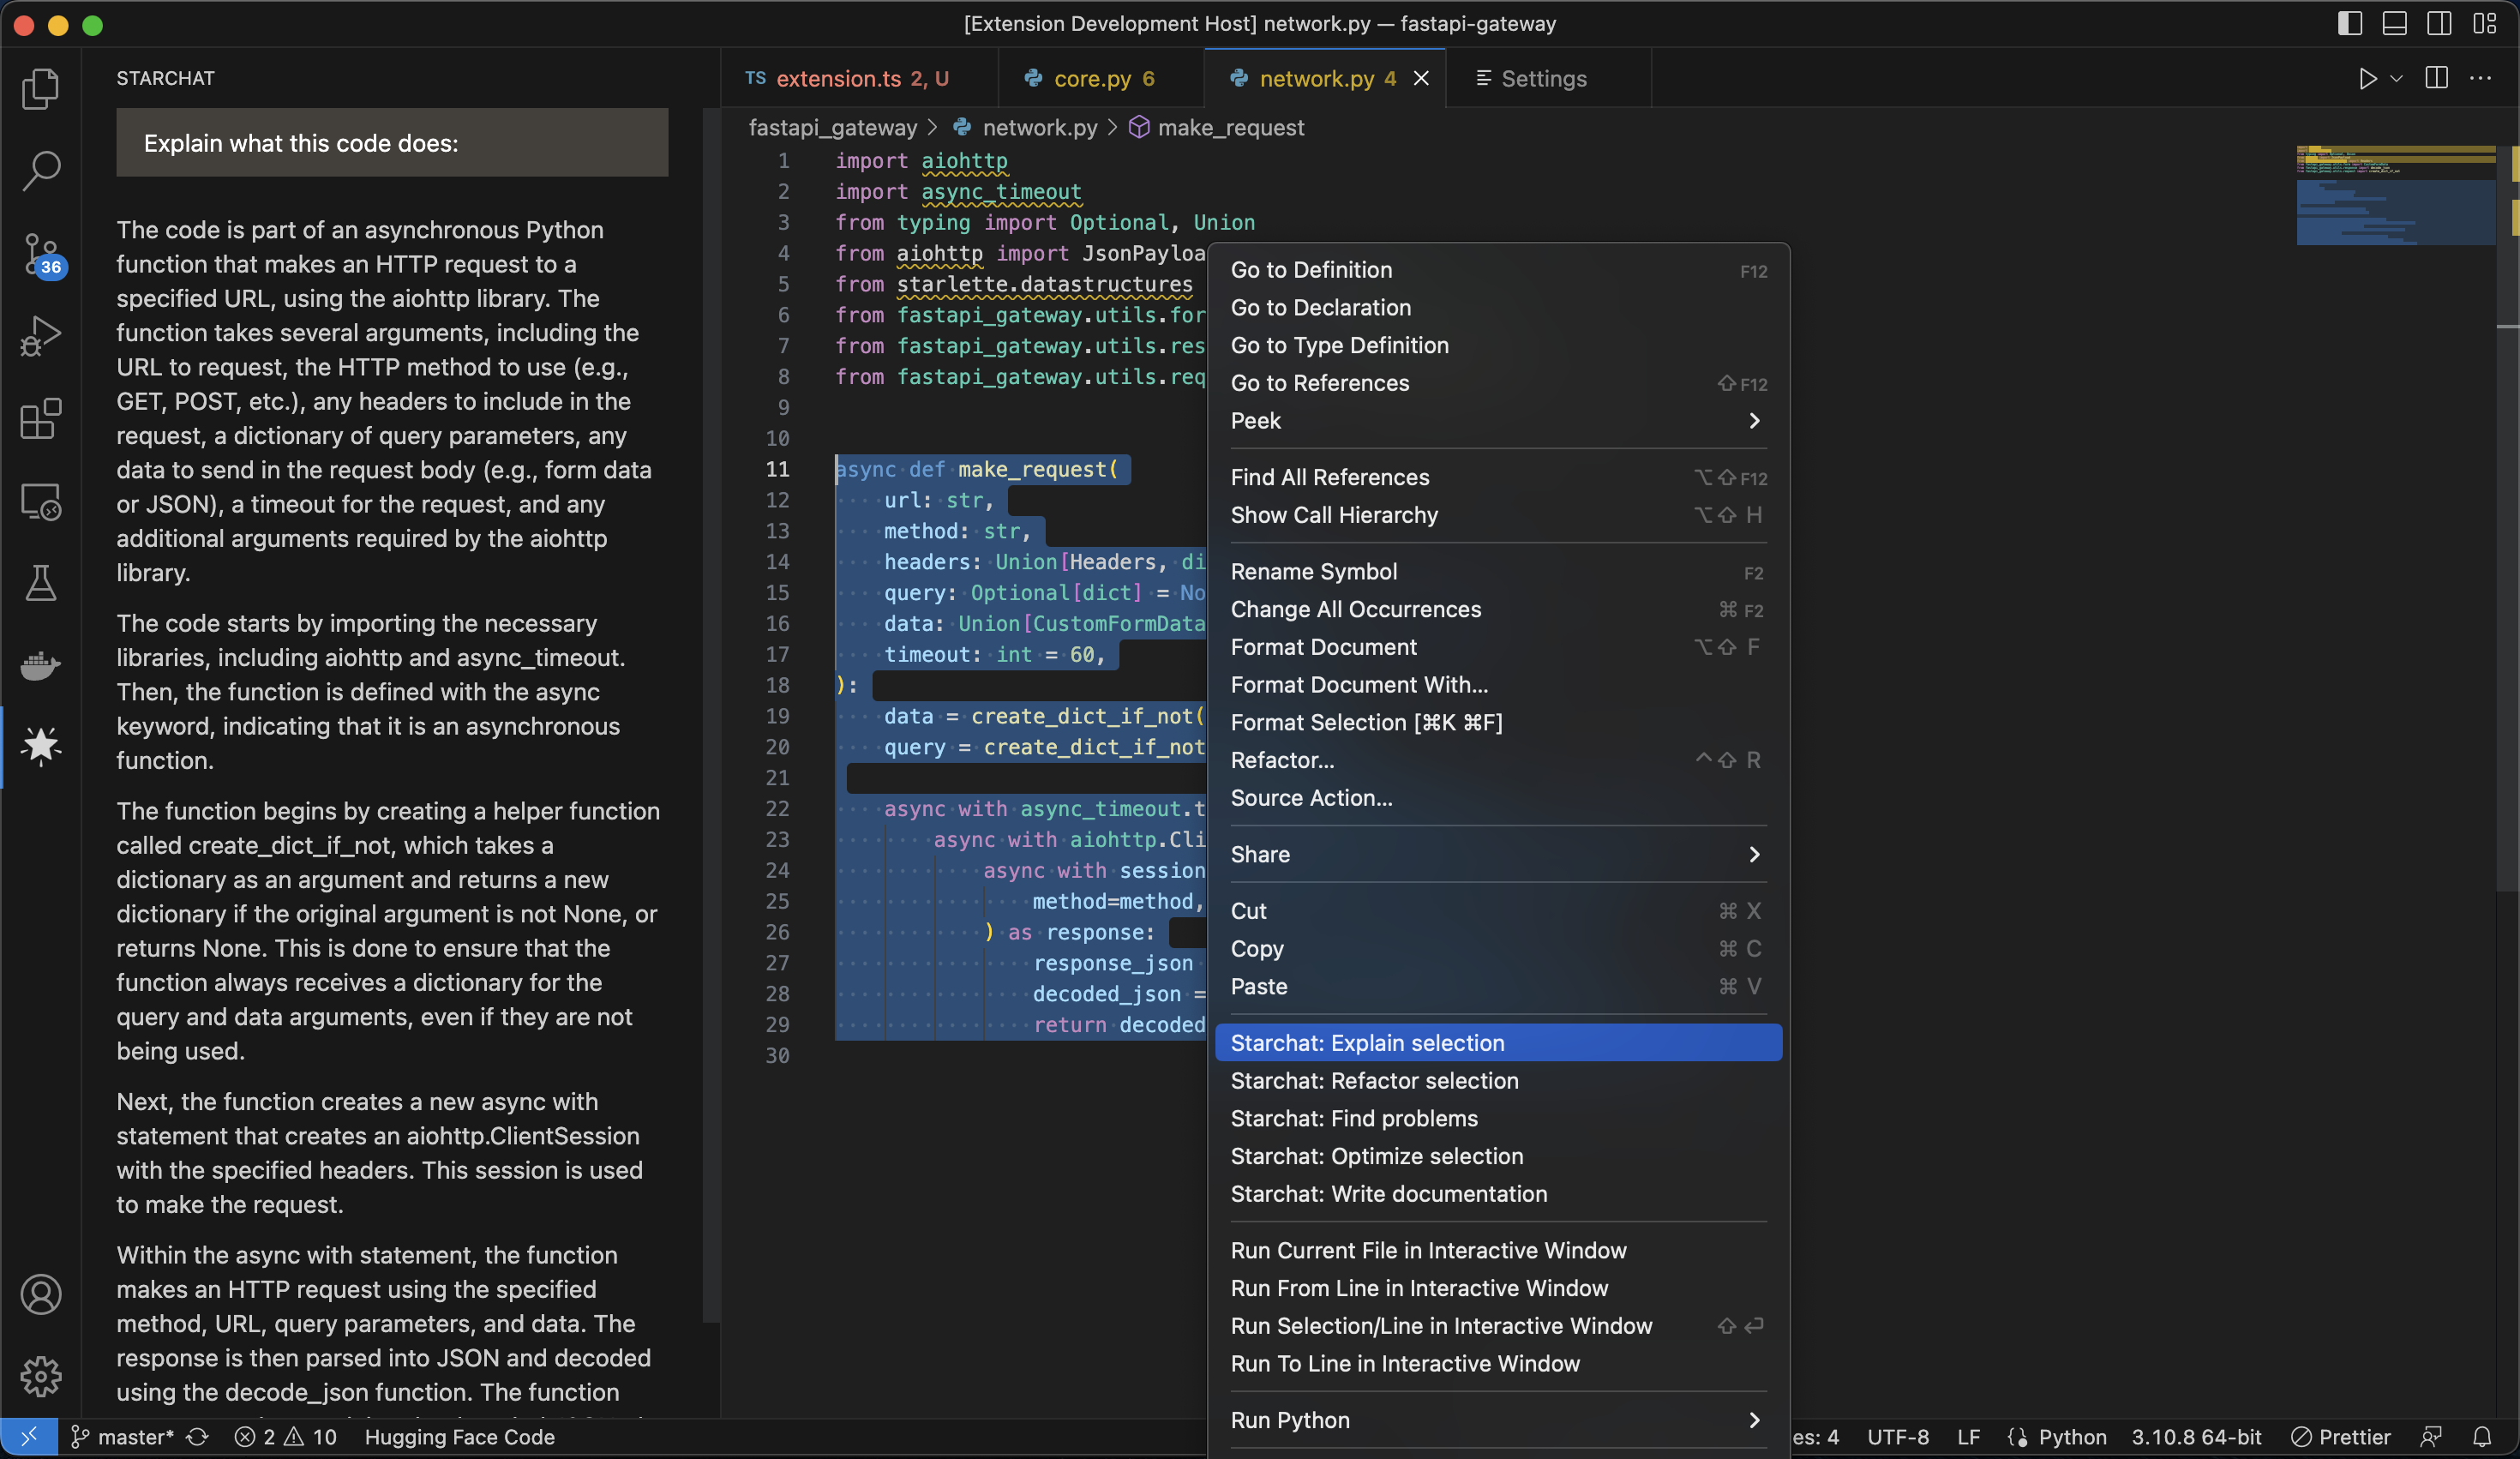 [Extension Development Host] network.py — fastapi-gateway
STARCHAT
Explain what this code does:
The code is part of an asynchronous Python
function that makes an HTTP request to a
specified URL, using the aiohttp library. The
function takes several arguments, including the
URL to request, the HTTP method to use (e.g.,
GET, POST, etc.), any headers to include in the
request, a dictionary of query parameters, any
data to send in the request body (e.g., form data
or JSON), a timeout for the request, and any
additional arguments required by the aiohttp
library.
The code starts by importing the necessary
libraries, including aiohttp and async_timeout.
Then, the function is defined with the async
keyword, indicating that it is an asynchronous
function.
The function begins by creating a helper function
called create_dict_if_not, which takes a
dictionary as an argument and returns a new
dictionary if the original argument is not None, or
returns None. This is done to ensure that the
function always receives a dictionary for the
query and data arguments, even if they are not
being used.
Next, the function creates a new async with
statement that creates an aiohttp.ClientSession
with the specified headers. This session is used
to make the request.
Within the async with statement, the function
makes an HTTP request using the specified
method, URL, query parameters, and data. The
response is then parsed into JSON and decoded
using the decode_json function. The function
36
TS extension.ts 2, U
core.py 6
network.py 4
Settings
fastapi_gateway > network.py > make_request
1 import aiohttp
2 import async_timeout
3 from typing import Optional, Union
4 from aiohttp import JsonPayloa
5 from starlette.datastructures
6 from fastapi_gateway.utils.for
7 from fastapi_gateway.utils.res
8 from fastapi_gateway.utils.req
9
10
11 async def make_request(
12 url: str,
13 method: str,
14 headers: Union[Headers, di
15 query: Optional[dict] = No
16 data: Union[CustomFormData
17 timeout: int = 60,
18 ):
19 data = create_dict_if_not(
20 query = create_dict_if_not
21
22 async with async_timeout.t
23 async with aiohttp.Cli
24 async with session
25 method=method,
26 ) as response:
27 response_json
28 decoded_json =
29 return decoded
30
Go to Definition F12
Go to Declaration
Go to Type Definition
Go to References ⇧F12
Peek >
Find All References ⌥⇧F12
Show Call Hierarchy ⌥⇧ H
Rename Symbol F2
Change All Occurrences ⌘ F2
Format Document ⌥⇧ F
Format Document With...
Format Selection [⌘K ⌘F]
Refactor... ^⇧ R
Source Action...
Share >
Cut ⌘ X
Copy ⌘ C
Paste ⌘ V
Starchat: Explain selection
Starchat: Refactor selection
Starchat: Find problems
Starchat: Optimize selection
Starchat: Write documentation
Run Current File in Interactive Window
Run From Line in Interactive Window
Run Selection/Line in Interactive Window ⇧ ⏎
Run To Line in Interactive Window
Run Python >
master* 2 10 Hugging Face Code
es: 4 UTF-8 LF Python 3.10.8 64-bit Prettier